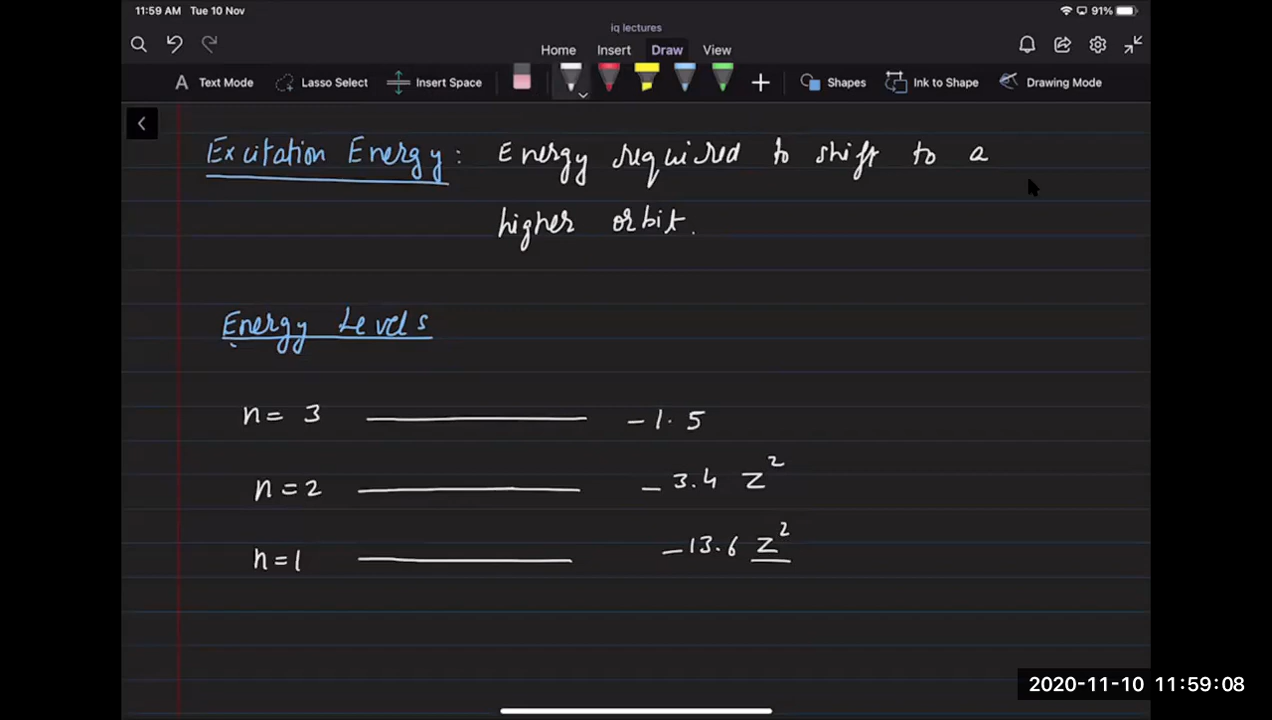 11:59 AM Tue 10 Nov
91%
iq lectures
Home Insert Draw View
A Text Mode Lasso Select Insert Space Shapes Ink to Shape Drawing Mode
Excitation Energy: Energy required to shift to a
higher orbit.
Energy Levels
n = 3 -1.5
n = 2 -3.4 Z²
n = 1 -13.6 Z²
2020-11-10 11:59:08